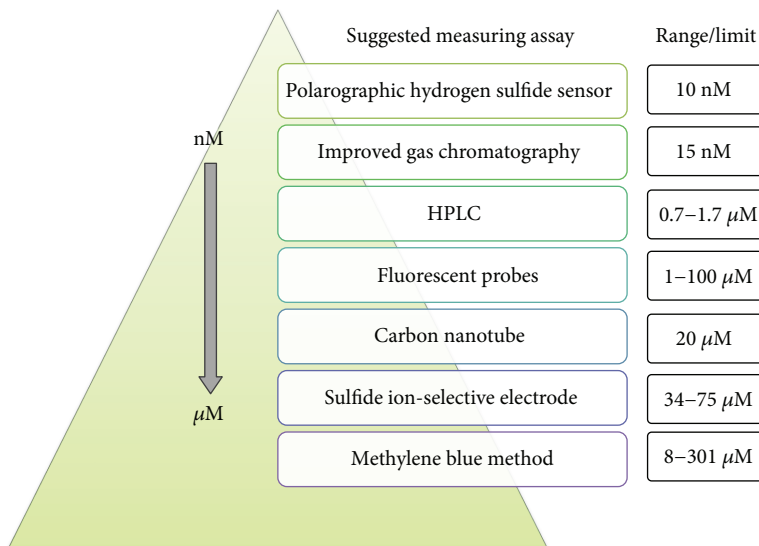 Suggested measuring assay Range/limit
Polarographic hydrogen sulfide sensor 10 nM
nM
Improved gas chromatography 15 nM
HPLC 0.7–1.7 μM
Fluorescent probes 1–100 μM
Carbon nanotube 20 μM
Sulfide ion-selective electrode 34–75 μM
μM
Methylene blue method 8–301 μM